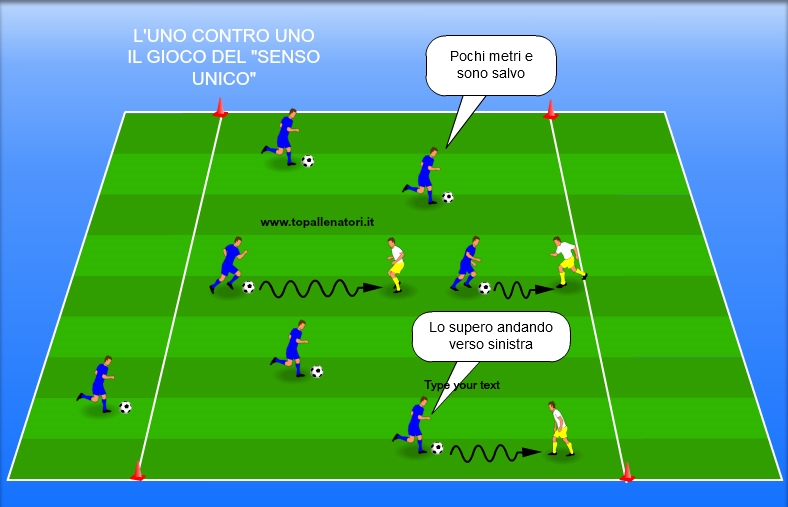 L'UNO CONTRO UNO
IL GIOCO DEL "SENSO
UNICO"
Pochi metri e
sono salvo
www.topallenatori.it
Lo supero andando
verso sinistra
Type your text